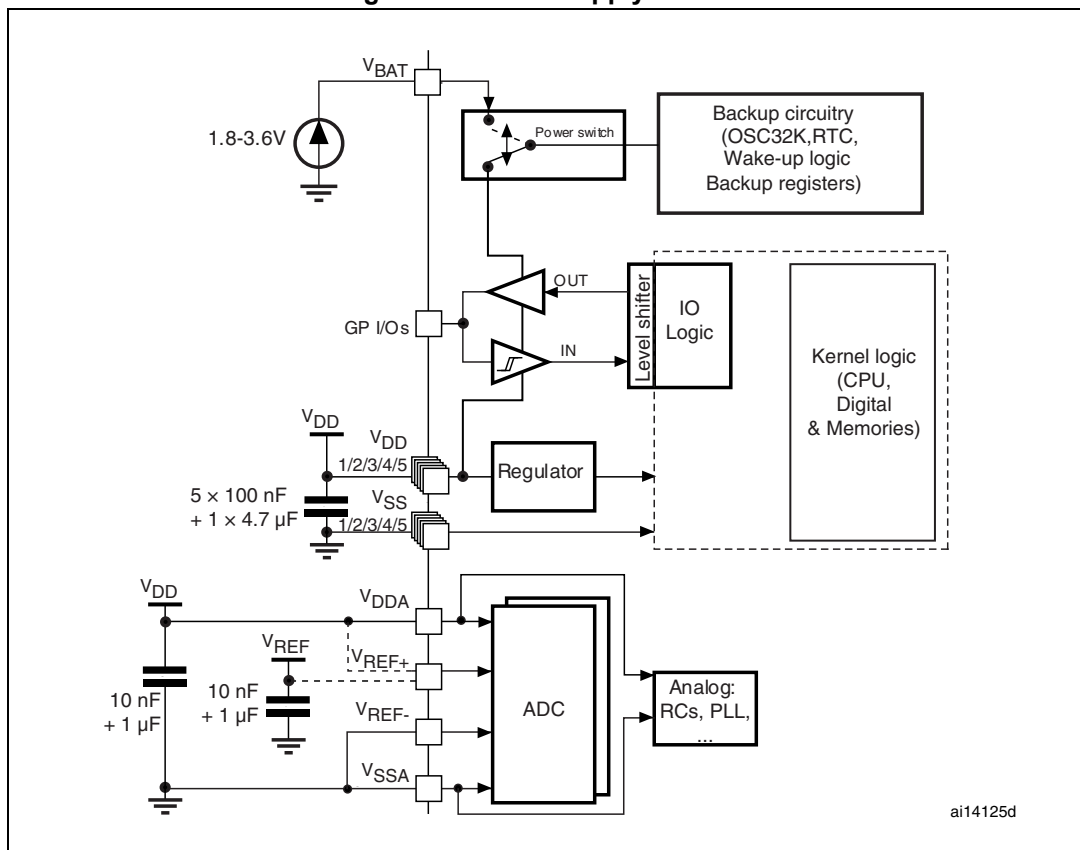 VBAT
1.8-3.6V
Power switch
Backup circuitry
(OSC32K,RTC,
Wake-up logic
Backup registers)
OUT
GP I/Os
IN
Level shifter
IO
Logic
Kernel logic
(CPU,
Digital
& Memories)
VDD
VDD
1/2/3/4/5
Regulator
5 × 100 nF
+ 1 × 4.7 µF
VSS
1/2/3/4/5
VDD
VDDA
VREF
VREF+
10 nF
+ 1 µF
10 nF
+ 1 µF
VREF-
ADC
Analog:
RCs, PLL,
...
VSSA
ai14125d